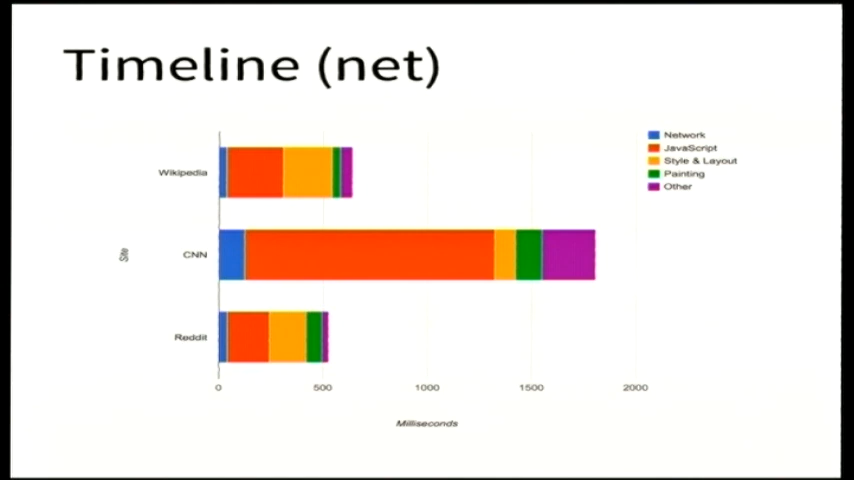 Timeline (net)
Network
JavaScript
Style & Layout
Painting
Other
Wikipedia
CNN
Reddit
Site
0 500 1000 1500 2000
Milliseconds